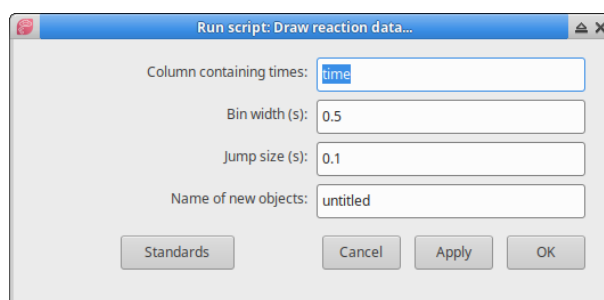 Run script: Draw reaction data...
Column containing times: time
Bin width (s): 0.5
Jump size (s): 0.1
Name of new objects: untitled
Standards Cancel Apply OK